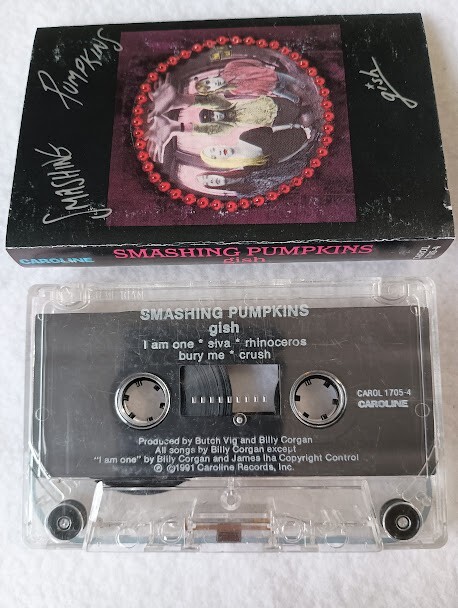 SMASHING
PUMPKINS
gish
CAROLINE
SMASHING PUMPKINS
gish
CAROL
SMASHING PUMPKINS
gish
I am one * siva * rhinoceros
bury me * crush
CAROL 1705-4
CAROLINE
Produced by Butch Vig and Billy Corgan
All songs by Billy Corgan except
"I am one" by Billy Corgan and James Iha Copyright Control
℗ ©1991 Caroline Records, Inc.